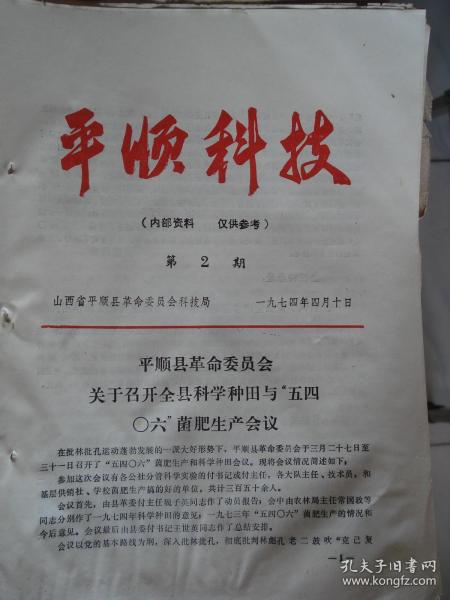 平顺科技
(内部资料 仅供参考)
第2期
山西省平顺县革命委员会科技局 一九七四年四月十日
平顺县革命委员会
关于召开全县科学种田与“五四
〇六”菌肥生产会议
在批林批孔运动蓬勃发展的一派大好形势下，平顺县革命委员会于三月二十七日至
三十一日召开了“五四〇六”菌肥生产和科学种田会议。现将会议情况简述如下：
参加这次会议有各公社分管科学实验的付书记或付主任，各大队主任、技术员，和
基层供销社、学校菌肥生产搞的好的单位。共计三百五十余人。
会议首先，由县革委付主任 同志作了动员报告；会中由农林局主任常国政等
同志分别作了一九七四年科学种田的意见，一九七三年“五四〇六”菌肥生产的情况和
今后意见。会议最后由县委付书记王世英同志作了总结安排。
会议以党的基本路线为纲，深入批林批孔，彻底批判林彪孔老二鼓吹“克己复
—1—
孔夫子旧书网